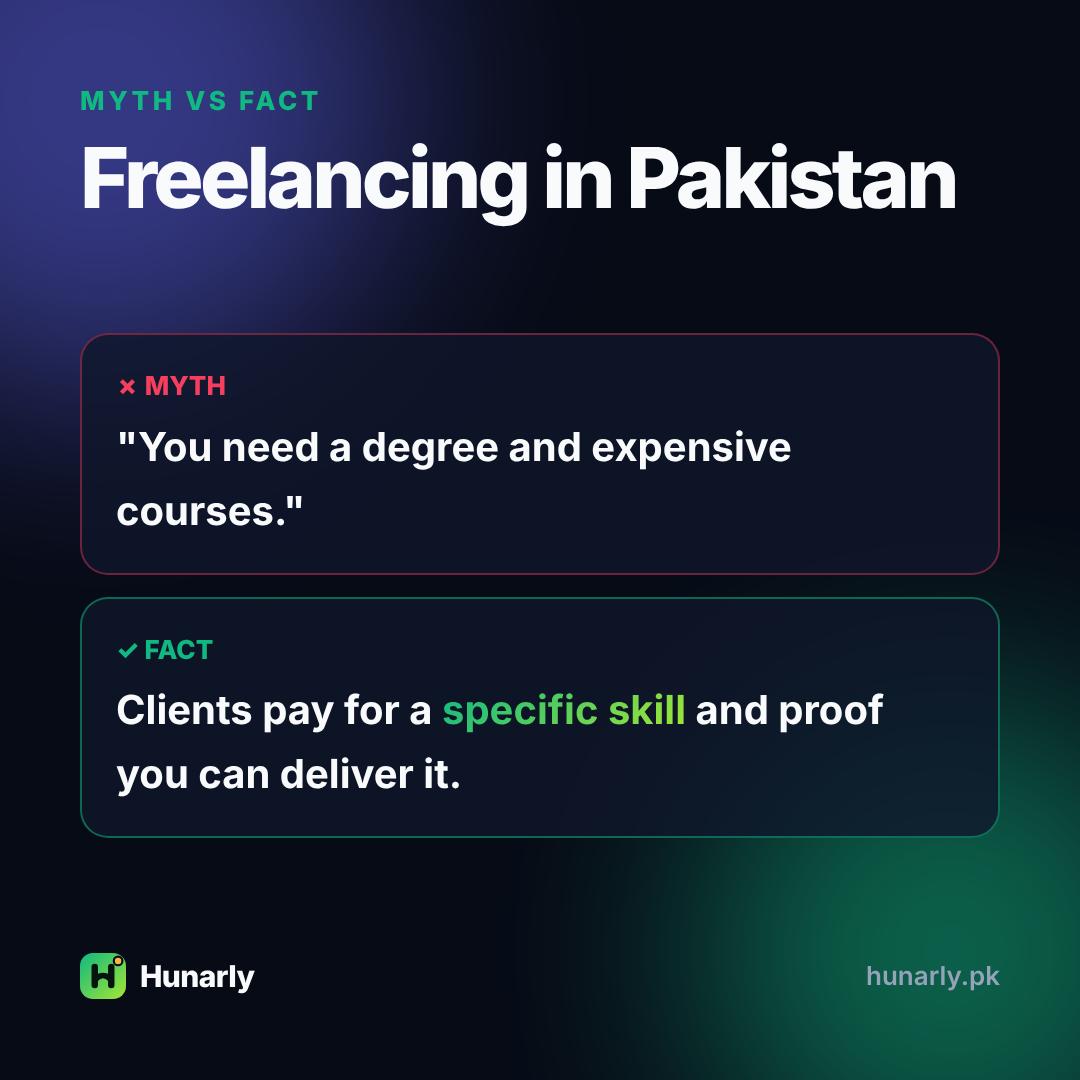 MYTH VS FACT
Freelancing in Pakistan
× MYTH
"You need a degree and expensive
courses."
✓ FACT
Clients pay for a specific skill and proof
you can deliver it.
H Hunarly
hunarly.pk